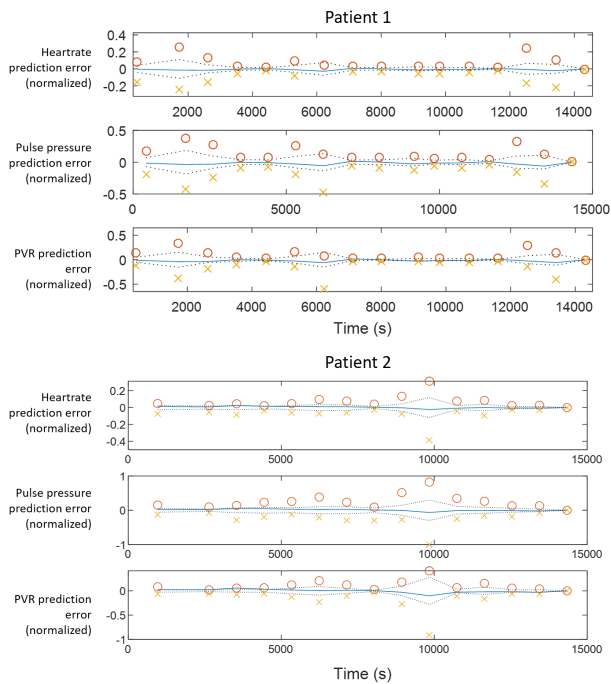 Patient 1
Heartrate
prediction error
(normalized)
0.4
0.2
0
-0.2
2000 4000 6000 8000 10000 12000 14000
Pulse pressure
prediction error
(normalized)
0.5
0
-0.5
0 5000 10000 15000
PVR prediction
error
(normalized)
0.5
0
-0.5
2000 4000 6000 8000 10000 12000 14000
Time (s)
Patient 2
Heartrate
prediction error
(normalized)
0.2
0
-0.2
-0.4
0 5000 10000 15000
Pulse pressure
prediction error
(normalized)
1
0
-1
0 5000 10000 15000
PVR prediction
error
(normalized)
0
-0.5
-1
0 5000 10000 15000
Time (s)